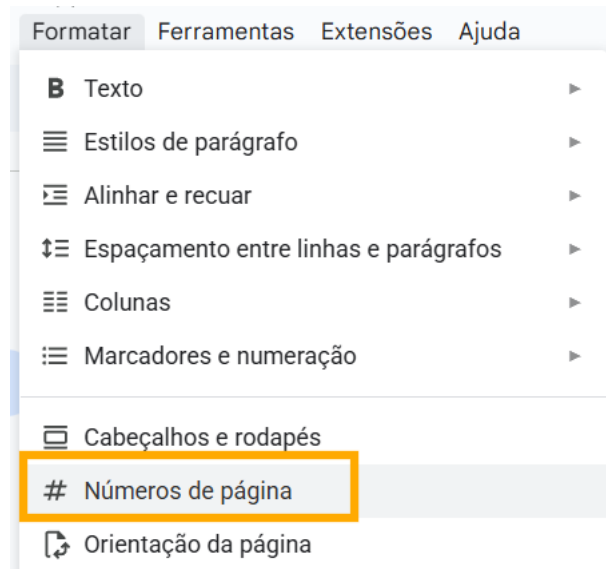 Formatar Ferramentas Extensões Ajuda
B Texto
Estilos de parágrafo
Alinhar e recuar
Espaçamento entre linhas e parágrafos
Colunas
Marcadores e numeração
Cabeçalhos e rodapés
# Números de página
Orientação da página